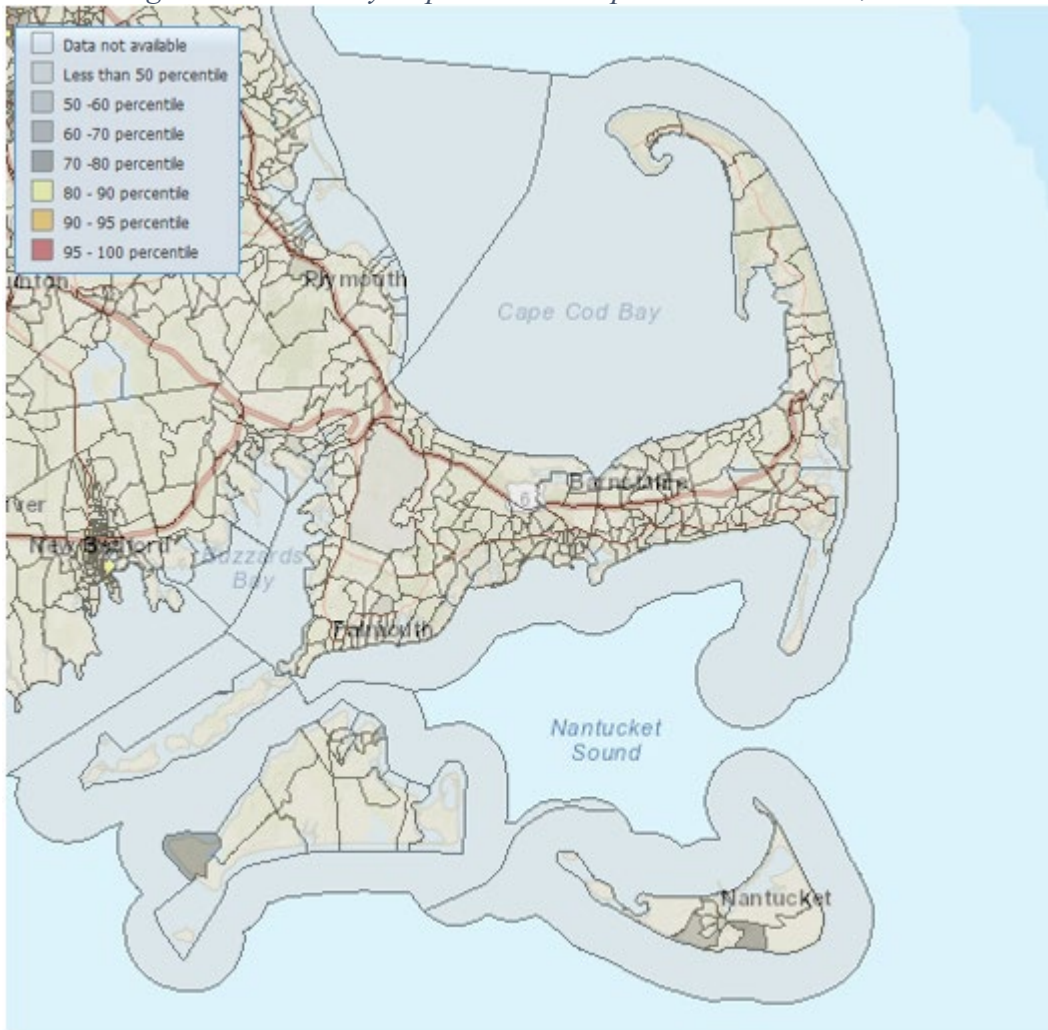 Data not available
Less than 50 percentile
50 -60 percentile
60 -70 percentile
70 -80 percentile
80 - 90 percentile
90 - 95 percentile
95 - 100 percentile
Plymouth
Cape Cod Bay
Barnstable
6
New Bedford
Buzzards
Bay
Falmouth
Nantucket
Sound
Nantucket